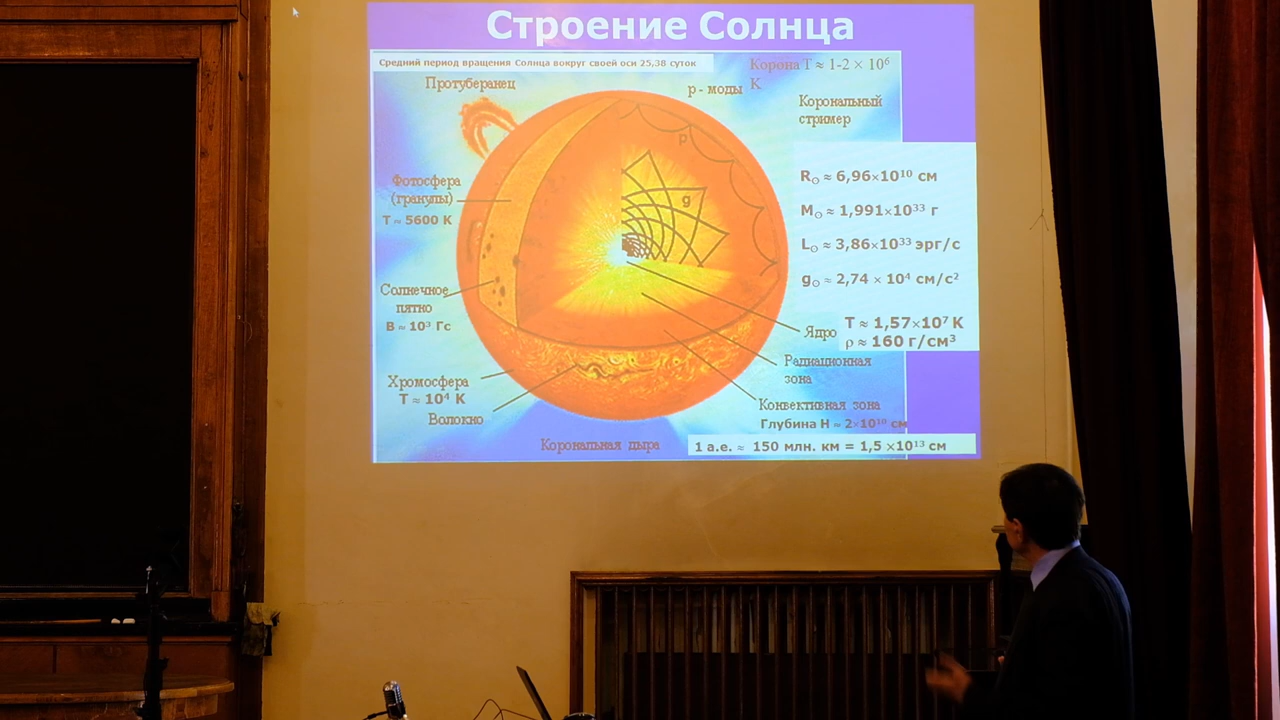 Строение Солнца
Средний период вращения Солнца вокруг своей оси 25,38 суток
Корона T ≈ 1-2 × 10⁶
K
Протуберанец
p - моды
Корональный
стример
p
Фотосфера
(гранулы)
T ≈ 5600 K
g
R⊙ ≈ 6,96×10¹⁰ см
M⊙ ≈ 1,991×10³³ г
L⊙ ≈ 3,86×10³³ эрг/с
g⊙ ≈ 2,74 × 10⁴ см/с²
Солнечное
пятно
B ≈ 10³ Гс
Ядро
T ≈ 1,57×10⁷ K
ρ ≈ 160 г/см³
Радиационная
зона
Хромосфера
T ≈ 10⁴ K
Волокно
Конвективная зона
Глубина H ≈ 2×10¹⁰ см
Корональная дыра
1 а.е. ≈ 150 млн. км = 1,5 ×10¹³ см